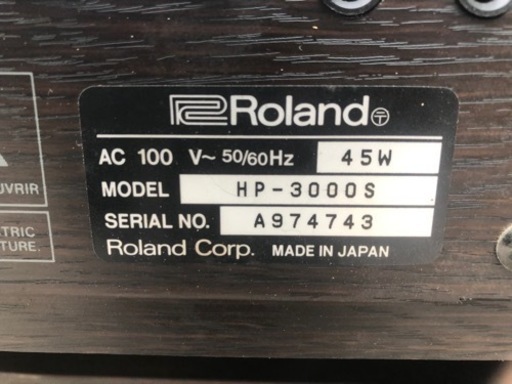 Roland
AC 100 V~ 50/60Hz 45W
MODEL HP-3000S
SERIAL NO. A974743
Roland Corp. MADE IN JAPAN
UVRIR
TRIC
TURE.